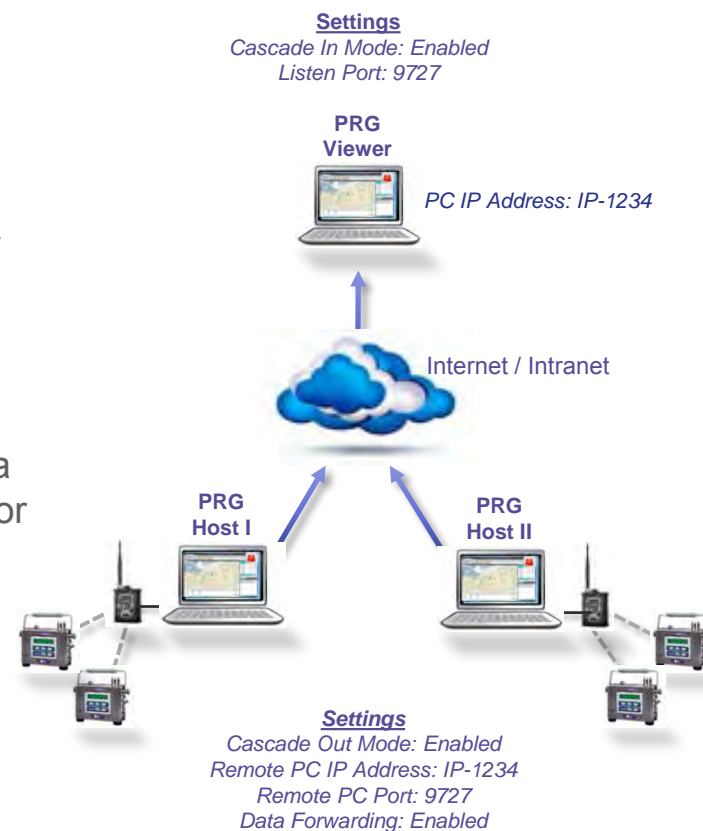 Settings
Cascade In Mode: Enabled
Listen Port: 9727
PRG
Viewer
PC IP Address: IP-1234
Internet / Intranet
a
or
PRG
Host I
PRG
Host II
Settings
Cascade Out Mode: Enabled
Remote PC IP Address: IP-1234
Remote PC Port: 9727
Data Forwarding: Enabled